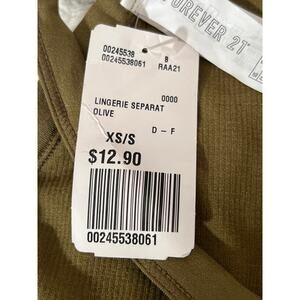 FOREVER 21
00245538 8
00245538061 RAA21
0000
LINGERIE SEPARAT
OLIVE
D - F
XS/S
$12.90
00245538061